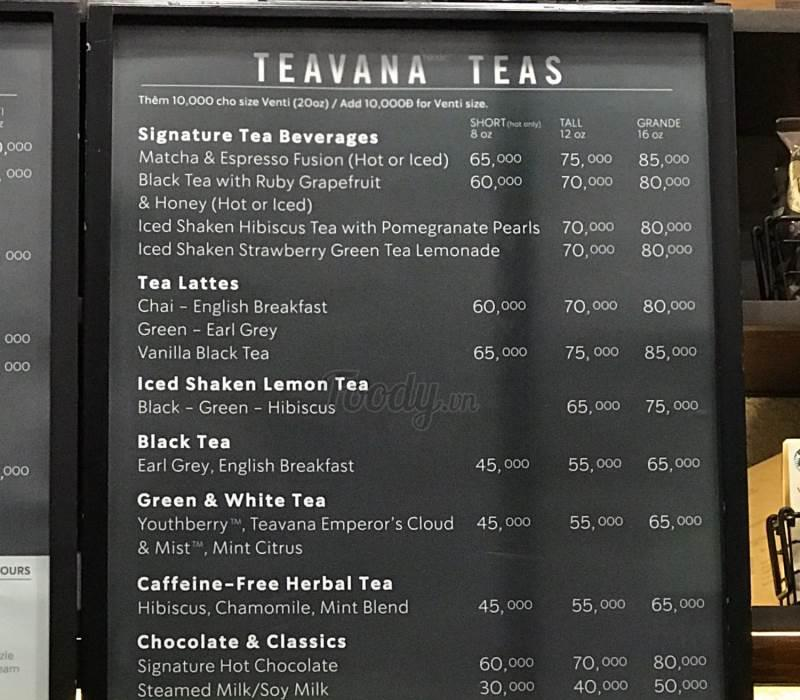 TEAVANA TEAS
Thêm 10,000 cho size Venti (20oz) / Add 10,000Đ for Venti size.
SHORT (hot only) TALL GRANDE
8 oz 12 oz 16 oz
Signature Tea Beverages
Matcha & Espresso Fusion (Hot or Iced) 65,000 75,000 85,000
Black Tea with Ruby Grapefruit 60,000 70,000 80,000
& Honey (Hot or Iced)
Iced Shaken Hibiscus Tea with Pomegranate Pearls 70,000 80,000
Iced Shaken Strawberry Green Tea Lemonade 70,000 80,000
Tea Lattes
Chai - English Breakfast 60,000 70,000 80,000
Green - Earl Grey
Vanilla Black Tea 65,000 75,000 85,000
Iced Shaken Lemon Tea
Black - Green - Hibiscus 65,000 75,000
Foody.vn
Black Tea
Earl Grey, English Breakfast 45,000 55,000 65,000
Green & White Tea
Youthberry™, Teavana Emperor's Cloud 45,000 55,000 65,000
& Mist™, Mint Citrus
Caffeine-Free Herbal Tea
Hibiscus, Chamomile, Mint Blend 45,000 55,000 65,000
Chocolate & Classics
Signature Hot Chocolate 60,000 70,000 80,000
Steamed Milk/Soy Milk 30,000 40,000 50,000